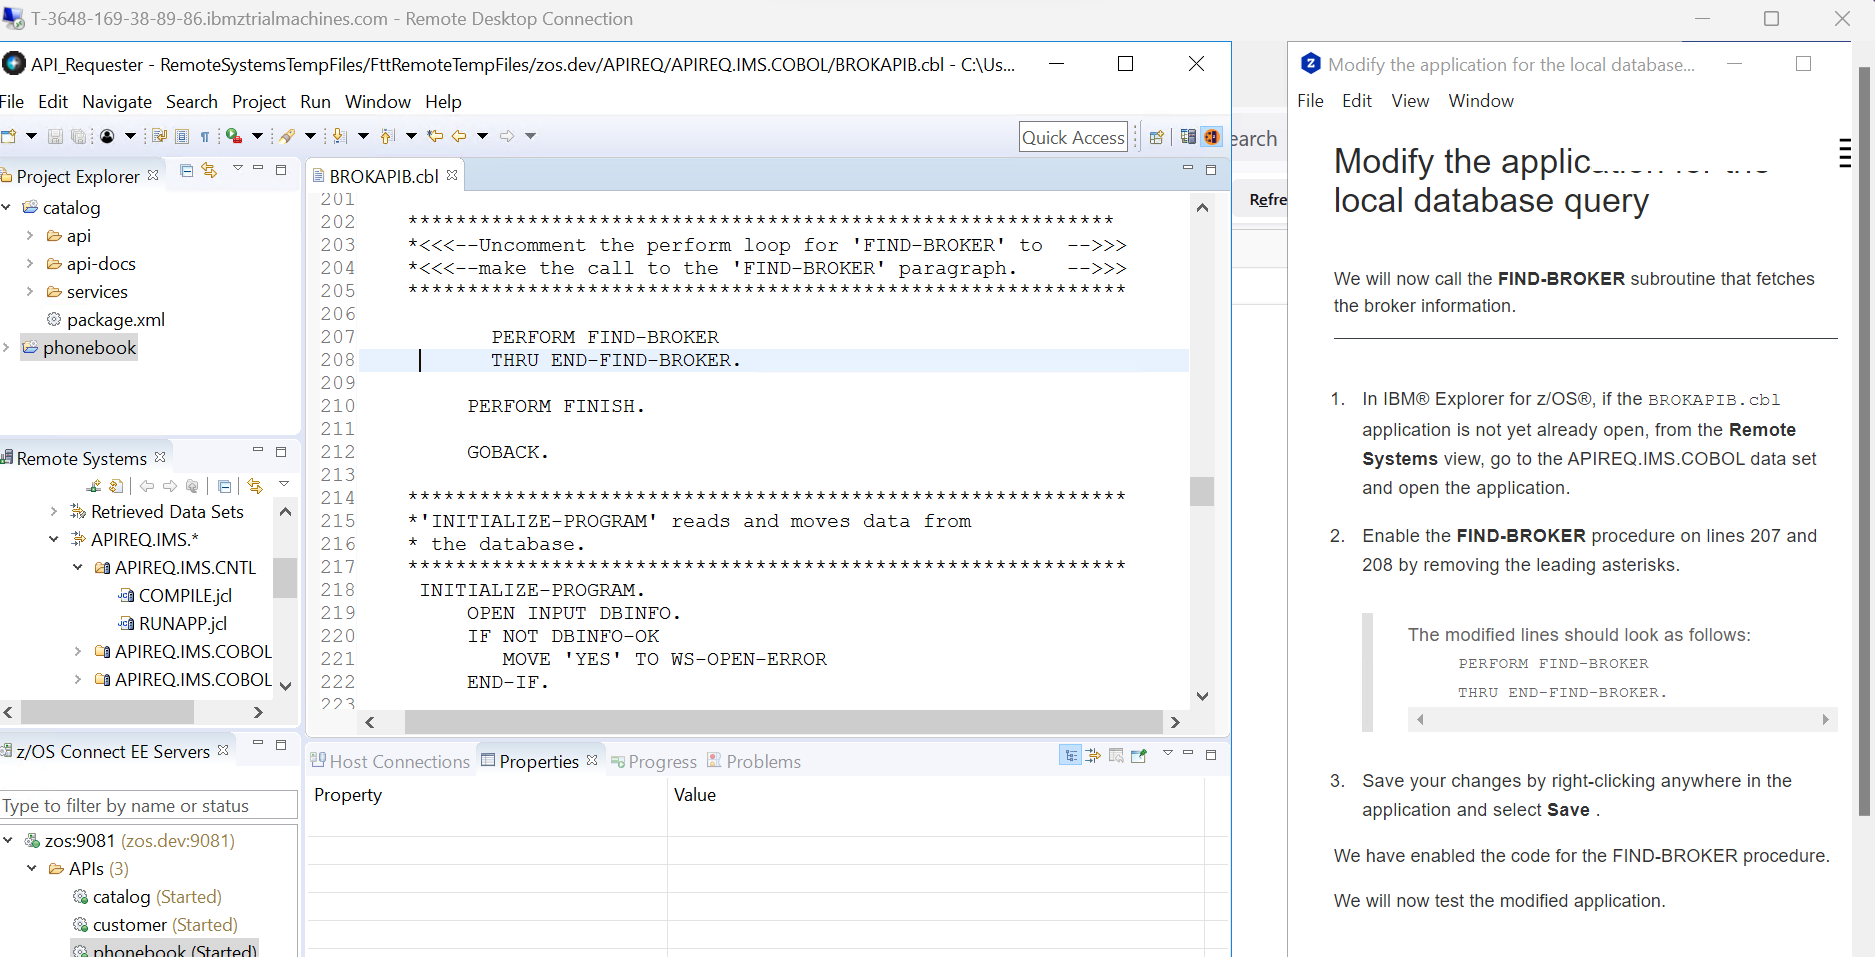 T-3648-169-38-89-86.ibmztrialmachines.com - Remote Desktop Connection
API_Requester - RemoteSystemsTempFiles/FttRemoteTempFiles/zos.dev/APIREQ/APIREQ.IMS.COBOL/BROKAPIB.cbl - C:\Us...
File Edit Navigate Search Project Run Window Help
Quick Access
Project Explorer
catalog
api
api-docs
services
package.xml
phonebook
Remote Systems
Retrieved Data Sets
APIREQ.IMS.*
APIREQ.IMS.CNTL
COMPILE.jcl
RUNAPP.jcl
APIREQ.IMS.COBOL
APIREQ.IMS.COBOL
z/OS Connect EE Servers
Type to filter by name or status
zos:9081 (zos.dev:9081)
APIs (3)
catalog (Started)
customer (Started)
phonebook (Started)
BROKAPIB.cbl
201
202 ***********************************************************
203 *<<<--Uncomment the perform loop for 'FIND-BROKER' to -->>>
204 *<<<--make the call to the 'FIND-BROKER' paragraph. -->>>
205 ************************************************************
206
207 PERFORM FIND-BROKER
208 THRU END-FIND-BROKER.
209
210 PERFORM FINISH.
211
212 GOBACK.
213
214 ************************************************************
215 *'INITIALIZE-PROGRAM' reads and moves data from
216 * the database.
217 ************************************************************
218 INITIALIZE-PROGRAM.
219 OPEN INPUT DBINFO.
220 IF NOT DBINFO-OK
221 MOVE 'YES' TO WS-OPEN-ERROR
222 END-IF.
223
Host Connections Properties Progress Problems
Property Value
earch
Refre
Modify the application for the local database...
File Edit View Window
Modify the application for the
local database query
We will now call the FIND-BROKER subroutine that fetches
the broker information.
1. In IBM® Explorer for z/OS®, if the BROKAPIB.cbl
application is not yet already open, from the Remote
Systems view, go to the APIREQ.IMS.COBOL data set
and open the application.
2. Enable the FIND-BROKER procedure on lines 207 and
208 by removing the leading asterisks.
The modified lines should look as follows:
PERFORM FIND-BROKER
THRU END-FIND-BROKER.
3. Save your changes by right-clicking anywhere in the
application and select Save .
We have enabled the code for the FIND-BROKER procedure.
We will now test the modified application.